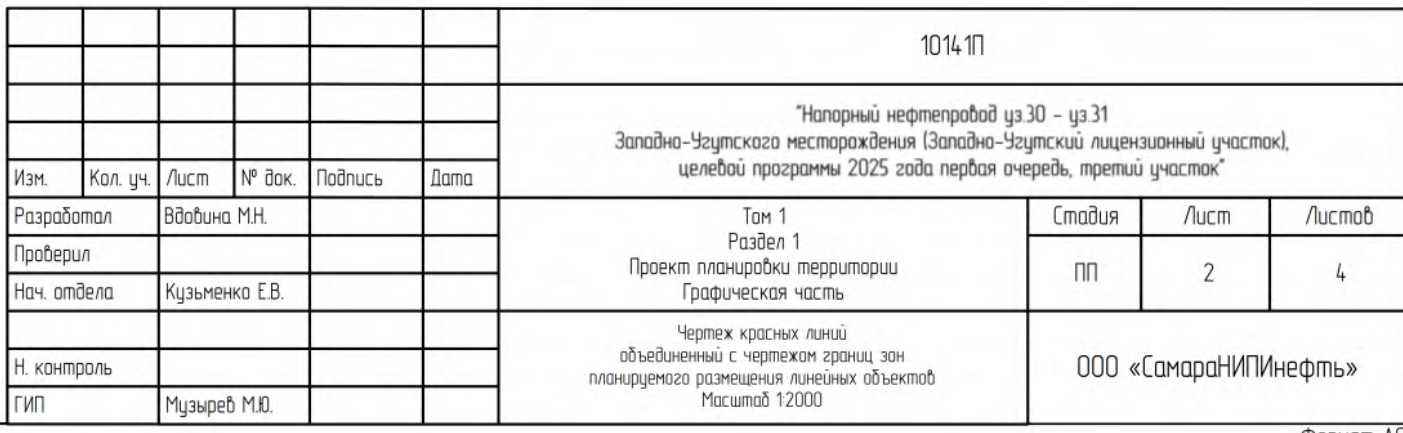 10141П
"Напорный нефтепровод уз.30 - уз.31
Западно-Угутского месторождения (Западно-Угутский лицензионный участок),
целевой программы 2025 года первая очередь, третий участок"
Изм. Кол. уч. Лист № док. Подпись Дата
Разработал Вдовина М.Н.
Проверил
Нач. отдела Кузьменко Е.В.
Н. контроль
ГИП Музырев М.Ю.
Том 1
Раздел 1
Проект планировки территории
Графическая часть
Стадия Лист Листов
ПП 2 4
Чертеж красных линий
объединенный с чертежом границ зон
планируемого размещения линейных объектов
Масштаб 1:2000
ООО «СамараНИПИнефть»